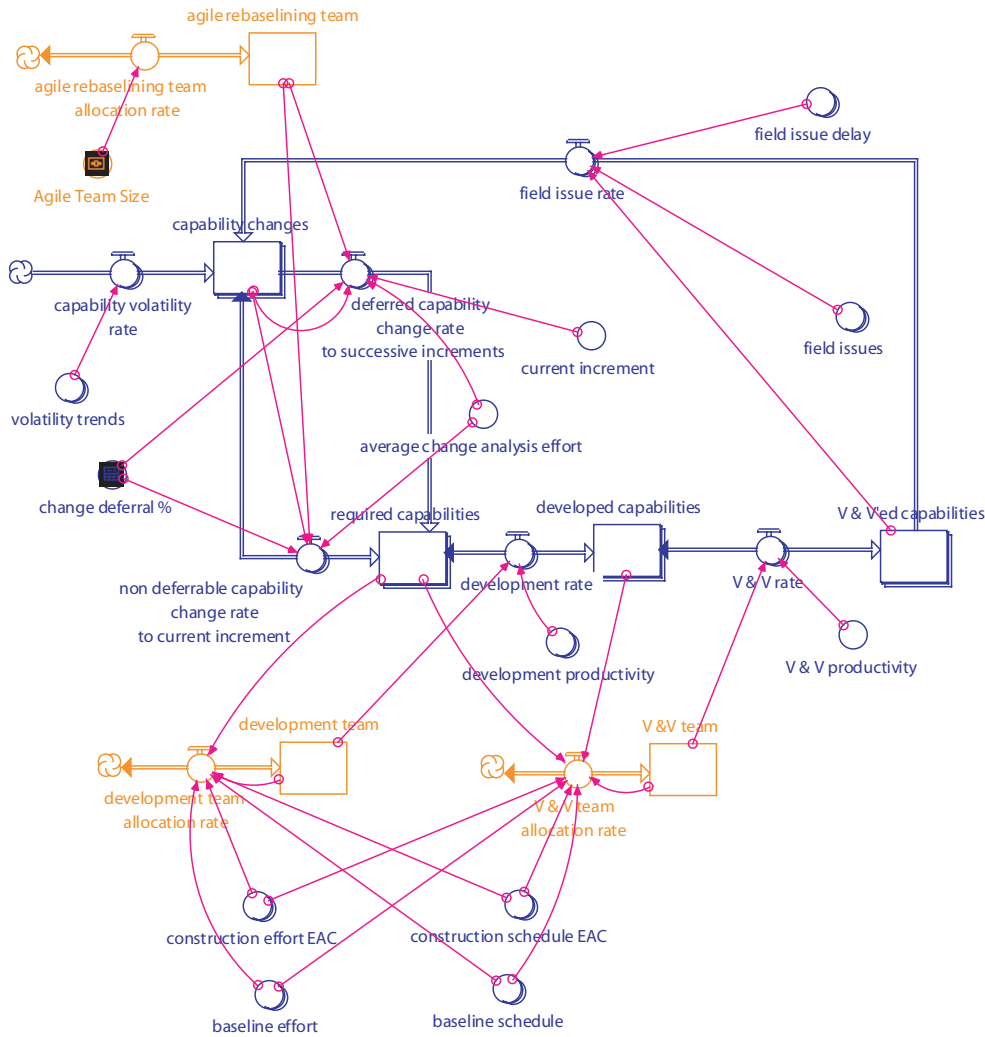 agile rebaselining team
agile rebaselining team
allocation rate
field issue delay
Agile Team Size
field issue rate
capability changes
capability volatility
rate
deferred capability
change rate
to successive increments
field issues
current increment
volatility trends
average change analysis effort
change deferral %
required capabilities
developed capabilities
V & V'ed capabilities
non deferrable capability
change rate
to current increment
development rate
V & V rate
development productivity
V & V productivity
development team
V &V team
development team
allocation rate
V & V team
allocation rate
construction effort EAC
construction schedule EAC
baseline effort
baseline schedule